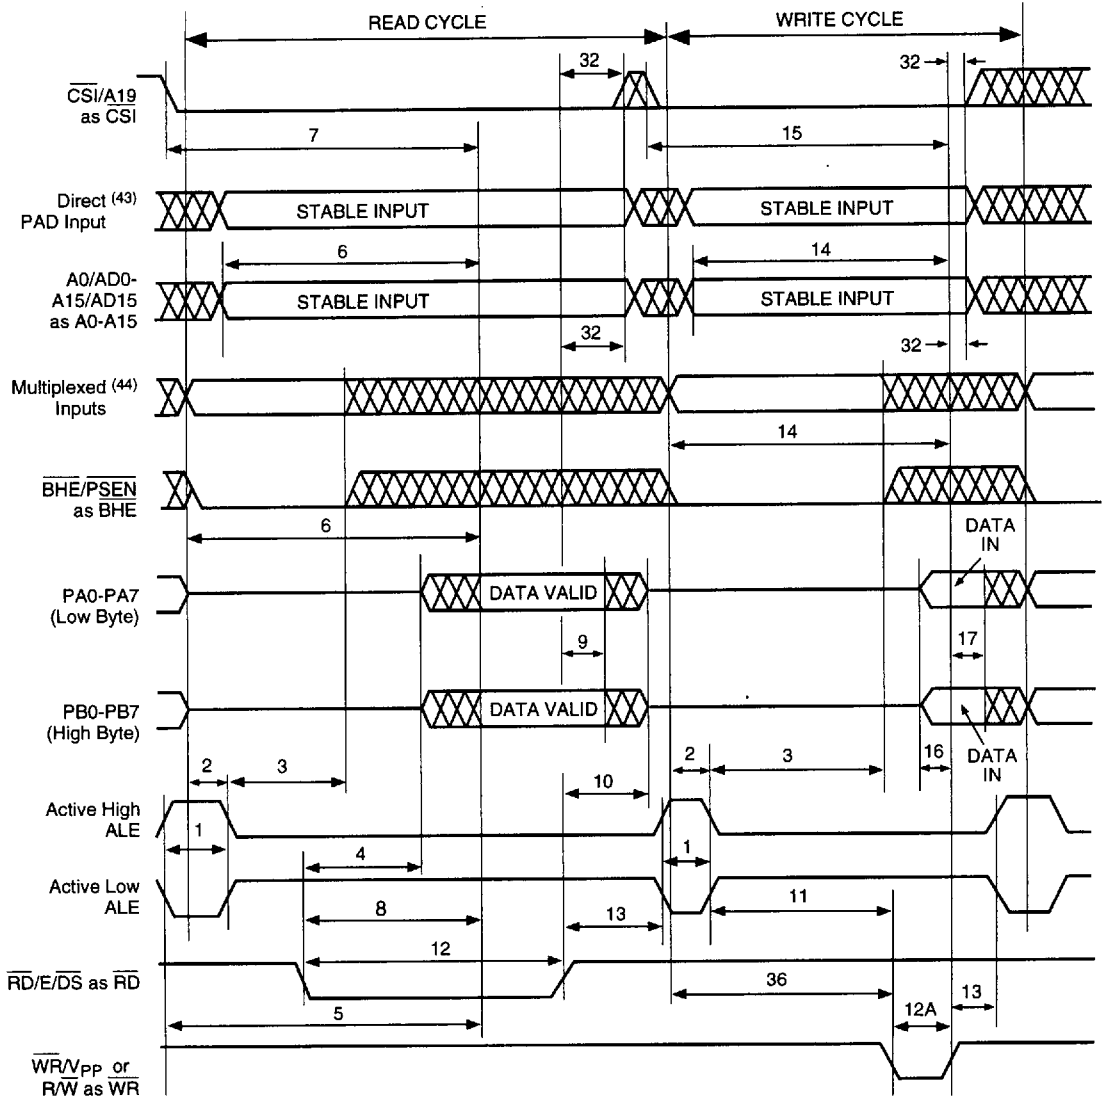 READ CYCLE
WRITE CYCLE
32
32
CSI/A19
as CSI
7
15
Direct (43)
PAD Input
STABLE INPUT
STABLE INPUT
6
14
A0/AD0-
A15/AD15
as A0-A15
STABLE INPUT
STABLE INPUT
32
32
Multiplexed (44)
Inputs
14
BHE/PSEN
as BHE
6
DATA
IN
PA0-PA7
(Low Byte)
DATA VALID
9
17
PB0-PB7
(High Byte)
DATA VALID
DATA
IN
2
3
10
2
3
16
Active High
ALE
1
4
1
Active Low
ALE
8
13
11
12
RD/E/DS as RD
36
12A
13
5
WR/VPP or
R/W as WR